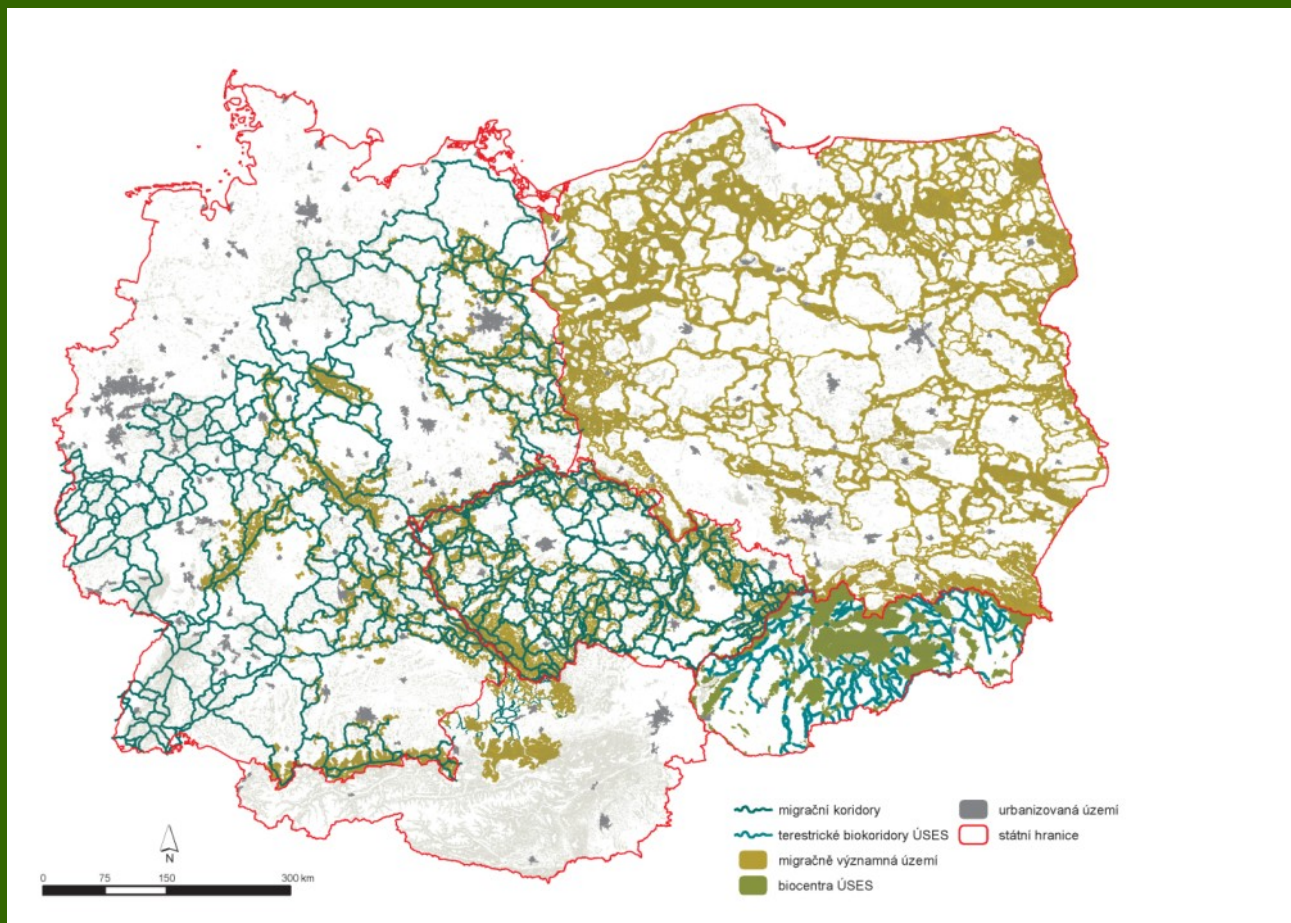 migrační koridory
terestrické biokoridory ÚSES
migračně významná území
biocentra ÚSES
urbanizovaná území
státní hranice
N
0 75 150 300 km